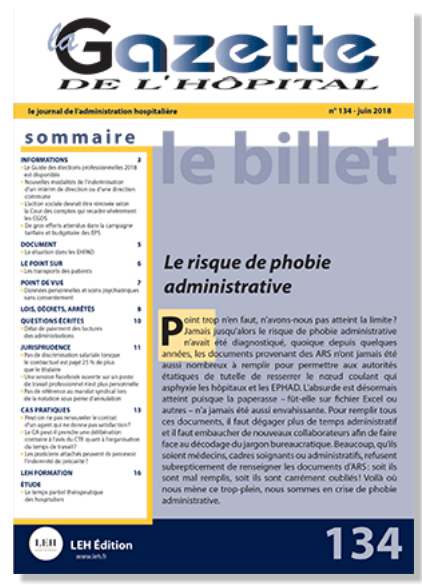 la
Gazette
DE L'HÔPITAL
le journal de l'administration hospitalière
n° 134 - juin 2018
sommaire
INFORMATIONS 3
Le Guide des élections professionnelles 2018
est disponible
Nouvelles modalités de l'indemnisation
d'un intérim de direction ou d'une direction
commune
L'action sociale devrait être rénovée selon
la Cour des comptes qui recadre sévèrement
les CGOS
De gros efforts attendus dans la campagne
tarifaire et budgétaire des EPS
DOCUMENT 5
La situation dans les EHPAD
LE POINT SUR 6
Les transports des patients
POINT DE VUE 7
Données personnelles et soins psychiatriques
sans consentement
LOIS, DÉCRETS, ARRÊTÉS 8
QUESTIONS ÉCRITES 10
Délai de paiement des factures
des administrations
JURISPRUDENCE 11
Pas de discrimination salariale lorsque
le contractuel est payé 25 % de plus
que le titulaire
Une session Facebook ouverte sur un poste
de travail professionnel n'est plus personnelle
Pas de référence au mandat syndical lors
de la notation sous peine d'annulation
CAS PRATIQUES 13
Peut-on ne pas renouveler le contrat
d'un agent qui ne donne pas satisfaction ?
Le CA peut-il prendre une délibération
contraire à l'avis du CTE quant à l'organisation
du temps de travail ?
Les praticiens attachés peuvent-ils percevoir
l'indemnité de précarité ?
LEH FORMATION 16
ÉTUDE
Le temps partiel thérapeutique
des hospitaliers
le billet
Le risque de phobie
administrative
Point trop n'en faut, n'avons-nous pas atteint la limite ?
Jamais jusqu'alors le risque de phobie administrative
n'avait été diagnostiqué, quoique depuis quelques
années, les documents provenant des ARS n'ont jamais été
aussi nombreux à remplir pour permettre aux autorités
étatiques de tutelle de resserrer le nœud coulant qui
asphyxie les hôpitaux et les EPHAD. L'absurde est désormais
atteint puisque la paperasse – fût-elle sur fichier Excel ou
autres – n'a jamais été aussi envahissante. Pour remplir tous
ces documents, il faut dégager plus de temps administratif
et il faut embaucher de nouveaux collaborateurs afin de faire
face au décodage du jargon bureaucratique. Beaucoup, qu'ils
soient médecins, cadres soignants ou administratifs, refusent
subrepticement de renseigner les documents d'ARS : soit ils
sont mal remplis, soit ils sont carrément oubliés ! Voilà où
nous mène ce trop-plein, nous sommes en crise de phobie
administrative.
LEH
LEH Édition
www.leh.fr
134